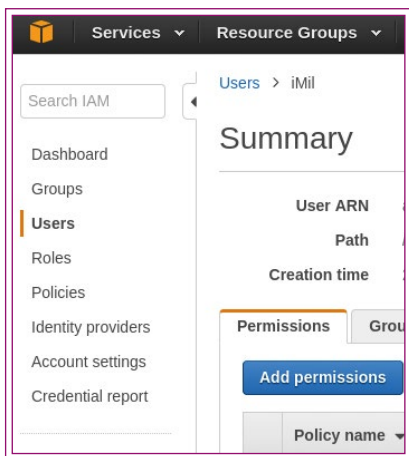 Services Resource Groups
Search IAM
Dashboard
Groups
Users
Roles
Policies
Identity providers
Account settings
Credential report
Users > iMil
Summary
User ARN
Path /
Creation time
Permissions Grou
Add permissions
Policy name